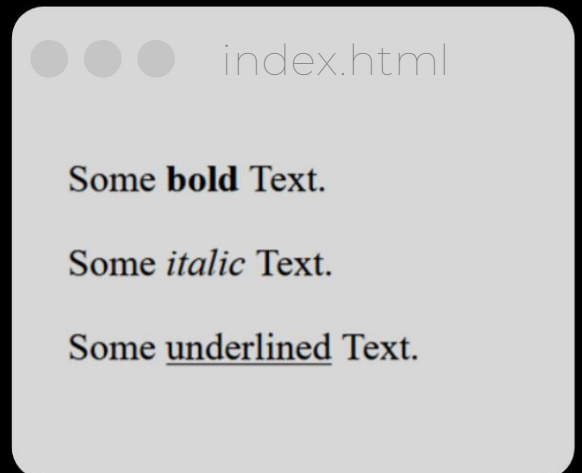 index.html
Some bold Text.
Some italic Text.
Some underlined Text.